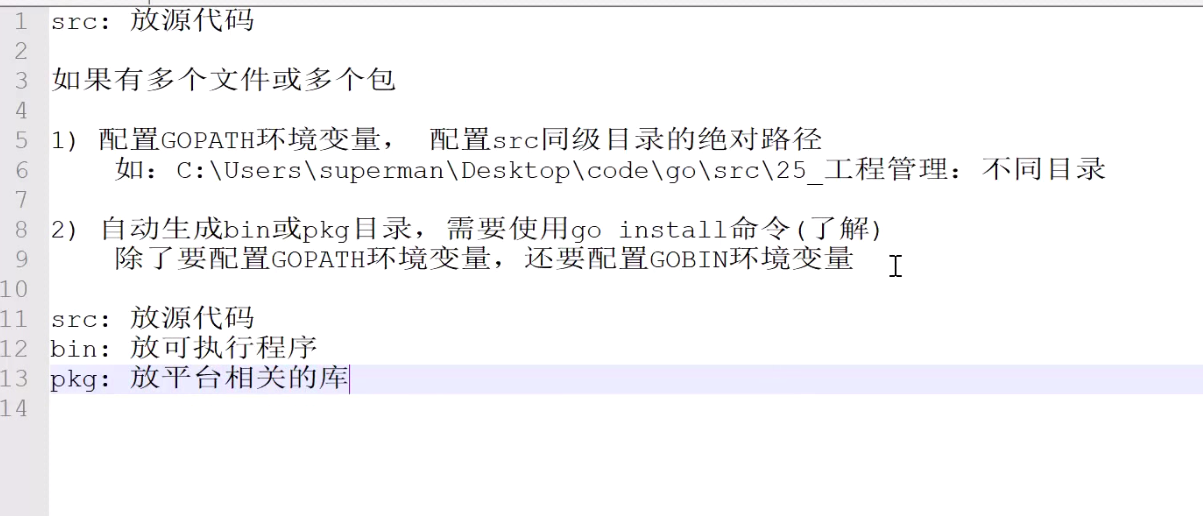 1 src: 放源代码
2
3 如果有多个文件或多个包
4
5 1) 配置GOPATH环境变量, 配置src同级目录的绝对路径
6 如: C:\Users\superman\Desktop\code\go\src\25_工程管理: 不同目录
7
8 2) 自动生成bin或pkg目录, 需要使用go install命令(了解)
9 除了要配置GOPATH环境变量, 还要配置GOBIN环境变量
10
11 src: 放源代码
12 bin: 放可执行程序
13 pkg: 放平台相关的库
14